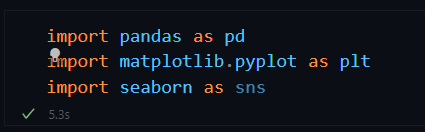 import pandas as pd
import matplotlib.pyplot as plt
import seaborn as sns
5.3s